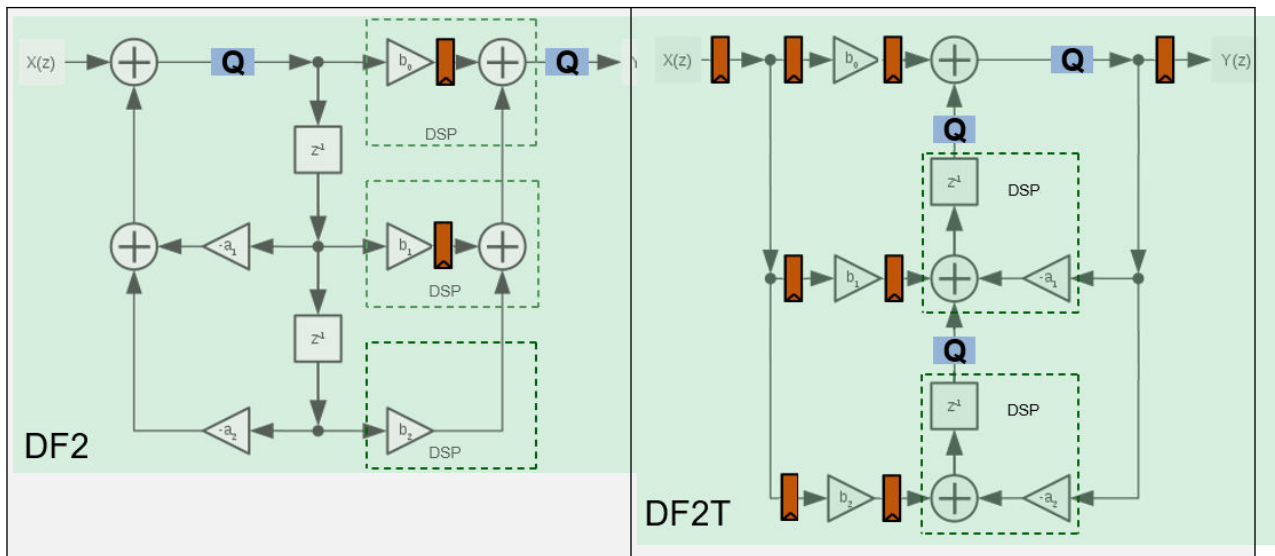 X(z)
Q
b₀
Q
Y
DSP
z⁻¹
-a₁
b₁
DSP
z⁻¹
-a₂
b₂
DSP
DF2
X(z)
b₀
Q
Y(z)
Q
z⁻¹
DSP
b₁
-a₁
Q
z⁻¹
DSP
b₂
-a₂
DF2T